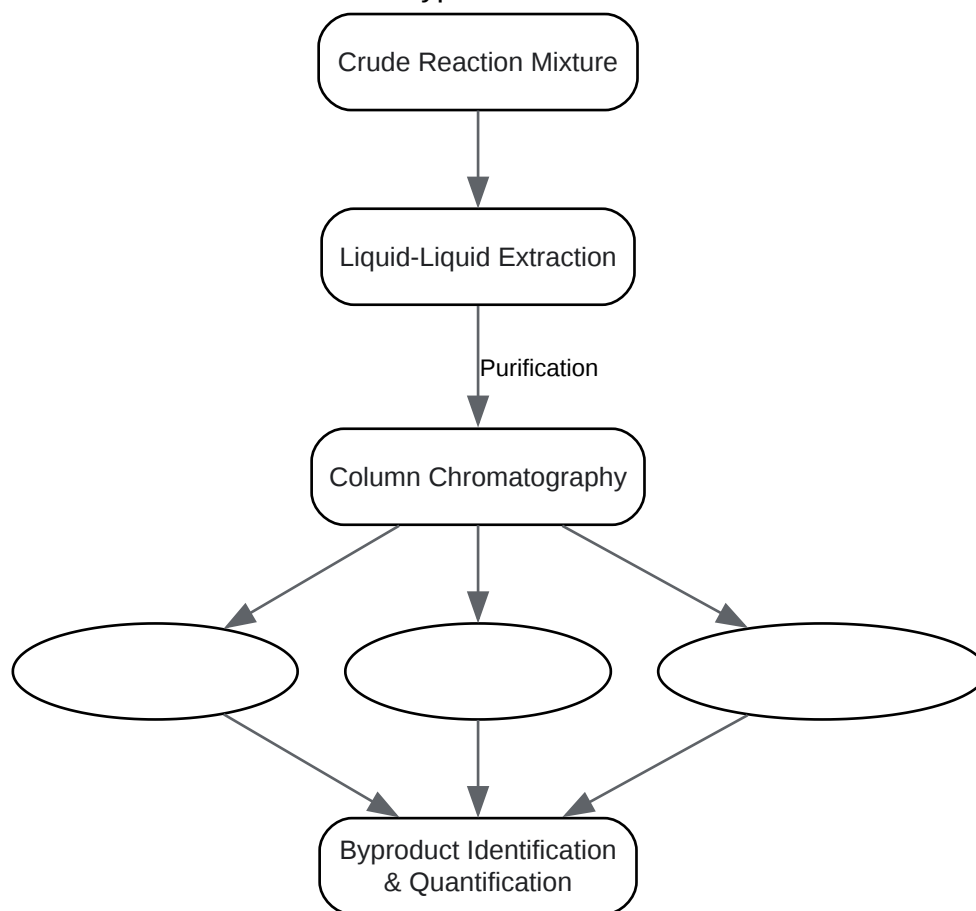 Crude Reaction Mixture
Liquid-Liquid Extraction
Purification
Column Chromatography
Byproduct Identification
& Quantification